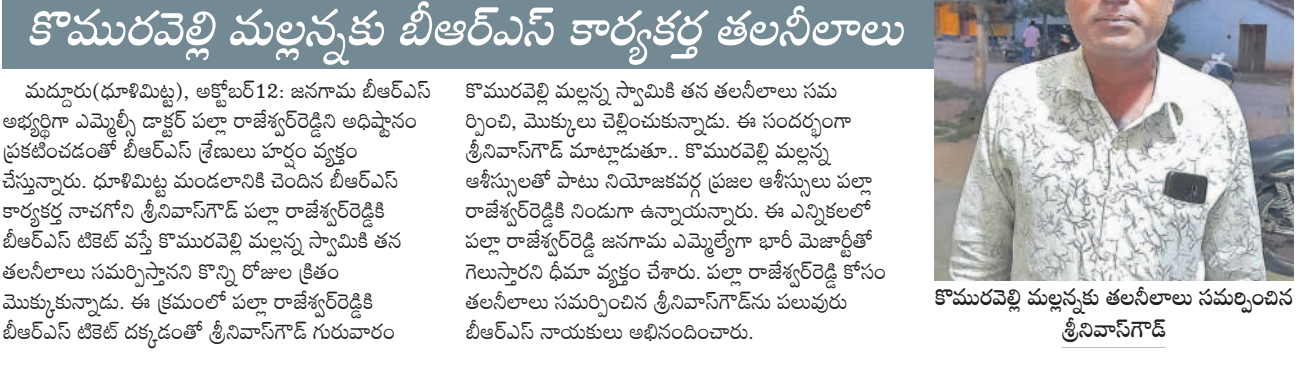 కొమురవెల్లి మల్లన్నకు బీఆర్ఎస్ కార్యకర్త తలనీలాలు
మద్దూరు(ధూళిమిట్ట), అక్టోబర్12: జనగామ బీఆర్ఎస్
అభ్యర్థిగా ఎమ్మెల్సీ డాక్టర్ పల్లా రాజేశ్వర్‌రెడ్డిని అధిష్టానం
ప్రకటించడంతో బీఆర్ఎస్ శ్రేణులు హర్షం వ్యక్తం
చేస్తున్నారు. ధూళిమిట్ట మండలానికి చెందిన బీఆర్ఎస్
కార్యకర్త నాచగోని శ్రీనివాస్‌గౌడ్ పల్లా రాజేశ్వర్‌రెడ్డికి
బీఆర్ఎస్ టికెట్ వస్తే కొమురవెల్లి మల్లన్న స్వామికి తన
తలనీలాలు సమర్పిస్తానని కొన్ని రోజుల క్రితం
మొక్కుకున్నాడు. ఈ క్రమంలో పల్లా రాజేశ్వర్‌రెడ్డికి
బీఆర్ఎస్ టికెట్ దక్కడంతో శ్రీనివాస్‌గౌడ్ గురువారం
కొమురవెల్లి మల్లన్న స్వామికి తన తలనీలాలు సమ
ర్పించి, మొక్కులు చెల్లించుకున్నాడు. ఈ సందర్భంగా
శ్రీనివాస్‌గౌడ్ మాట్లాడుతూ.. కొమురవెల్లి మల్లన్న
ఆశీస్సులతో పాటు నియోజకవర్గ ప్రజల ఆశీస్సులు పల్లా
రాజేశ్వర్‌రెడ్డికి నిండుగా ఉన్నాయన్నారు. ఈ ఎన్నికలలో
పల్లా రాజేశ్వర్‌రెడ్డి జనగామ ఎమ్మెల్యేగా భారీ మెజార్టీతో
గెలుస్తారని ధీమా వ్యక్తం చేశారు. పల్లా రాజేశ్వర్‌రెడ్డి కోసం
తలనీలాలు సమర్పించిన శ్రీనివాస్‌గౌడ్‌ను పలువురు
బీఆర్ఎస్ నాయకులు అభినందించారు.
కొమురవెల్లి మల్లన్నకు తలనీలాలు సమర్పించిన
శ్రీనివాస్‌గౌడ్